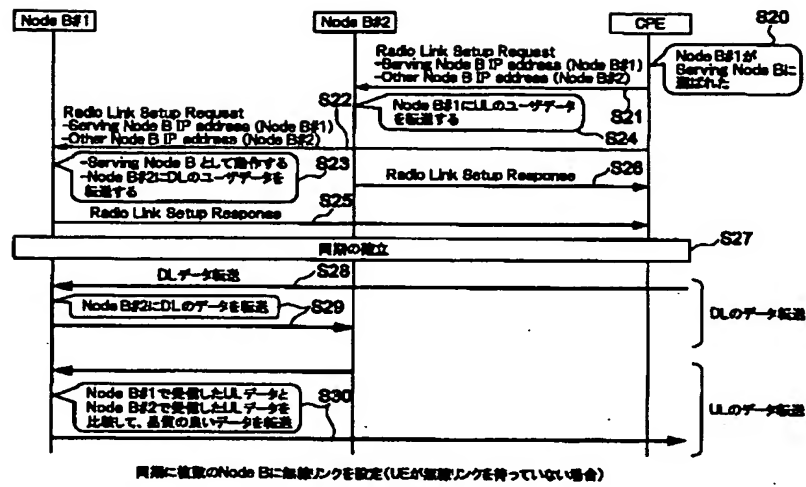 Node B#1
Node B#2
CPE
S20
Node B#1が
Serving Node Bに
選ばれた
Radio Link Setup Request
-Serving Node B IP address (Node B#1)
-Other Node B IP address (Node B#2)
S21
Node B#1にULのユーザデータ
を転送する
S24
Radio Link Setup Request
-Serving Node B IP address (Node B#1)
-Other Node B IP address (Node B#2)
S22
-Serving Node B として動作する
-Node B#2にDLのユーザデータを
転送する
S23
Radio Link Setup Response
S26
Radio Link Setup Response
S25
同期の確立
S27
DLデータ転送
S28
Node B#2にDLのデータを転送
S29
DLのデータ転送
Node B#1で受信したULデータと
Node B#2で受信したULデータを
比較して、品質の良いデータを転送
S30
ULのデータ転送
同期に複数のNode Bに無線リンクを設定(UEが無線リンクを持っていない場合)